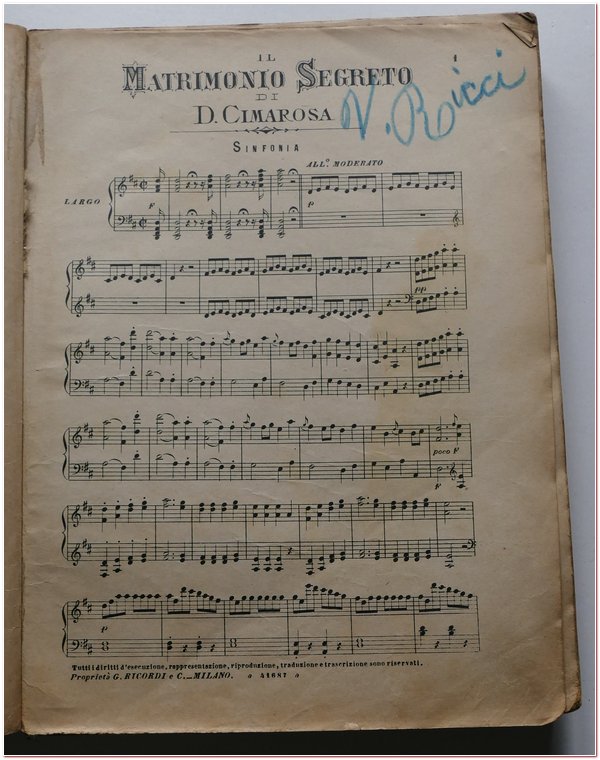 IL
MATRIMONIO SEGRETO
DI
D. CIMAROSA
V. Ricci
SINFONIA
LARGO
ALL.º MODERATO
F
p
pp
poco F
F
p
Tutti i diritti d'esecuzione, rappresentazione, riproduzione, traduzione e trascrizione sono riservati.
Proprietà G. RICORDI e C._ MILANO. a 41687 a